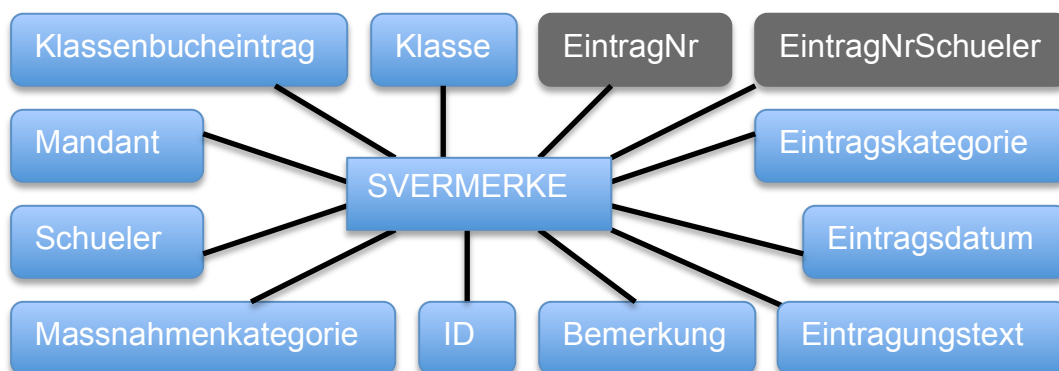 Klassenbucheintrag
Klasse
EintragNr
EintragNrSchueler
Mandant
SVERMERKE
Eintragskategorie
Schueler
Eintragsdatum
Massnahmenkategorie
ID
Bemerkung
Eintragungstext